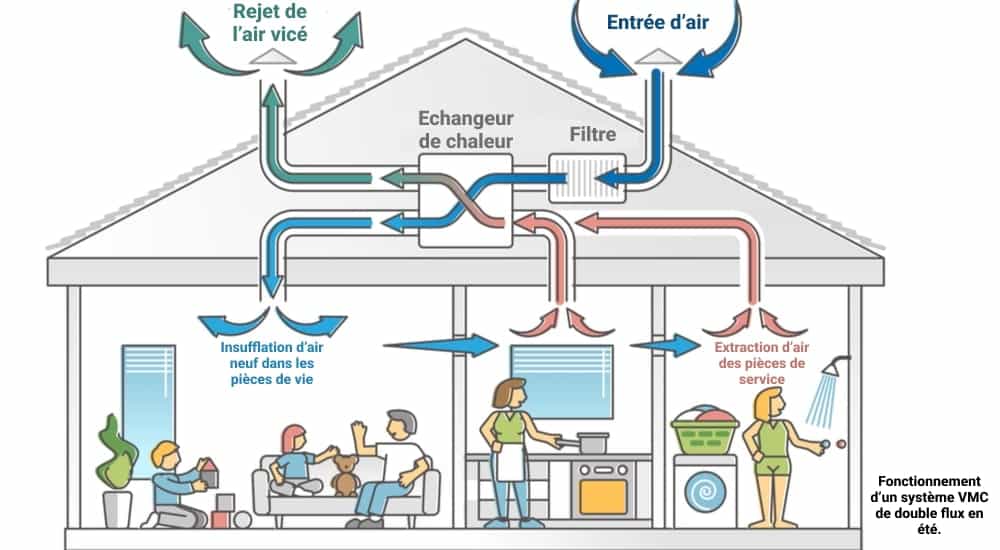 Rejet de
l’air vicé
Entrée d’air
Echangeur
de chaleur
Filtre
Insufflation d’air
neuf dans les
pièces de vie
Extraction d’air
des pièces de
service
Fonctionnement
d’un système VMC
de double flux en
été.